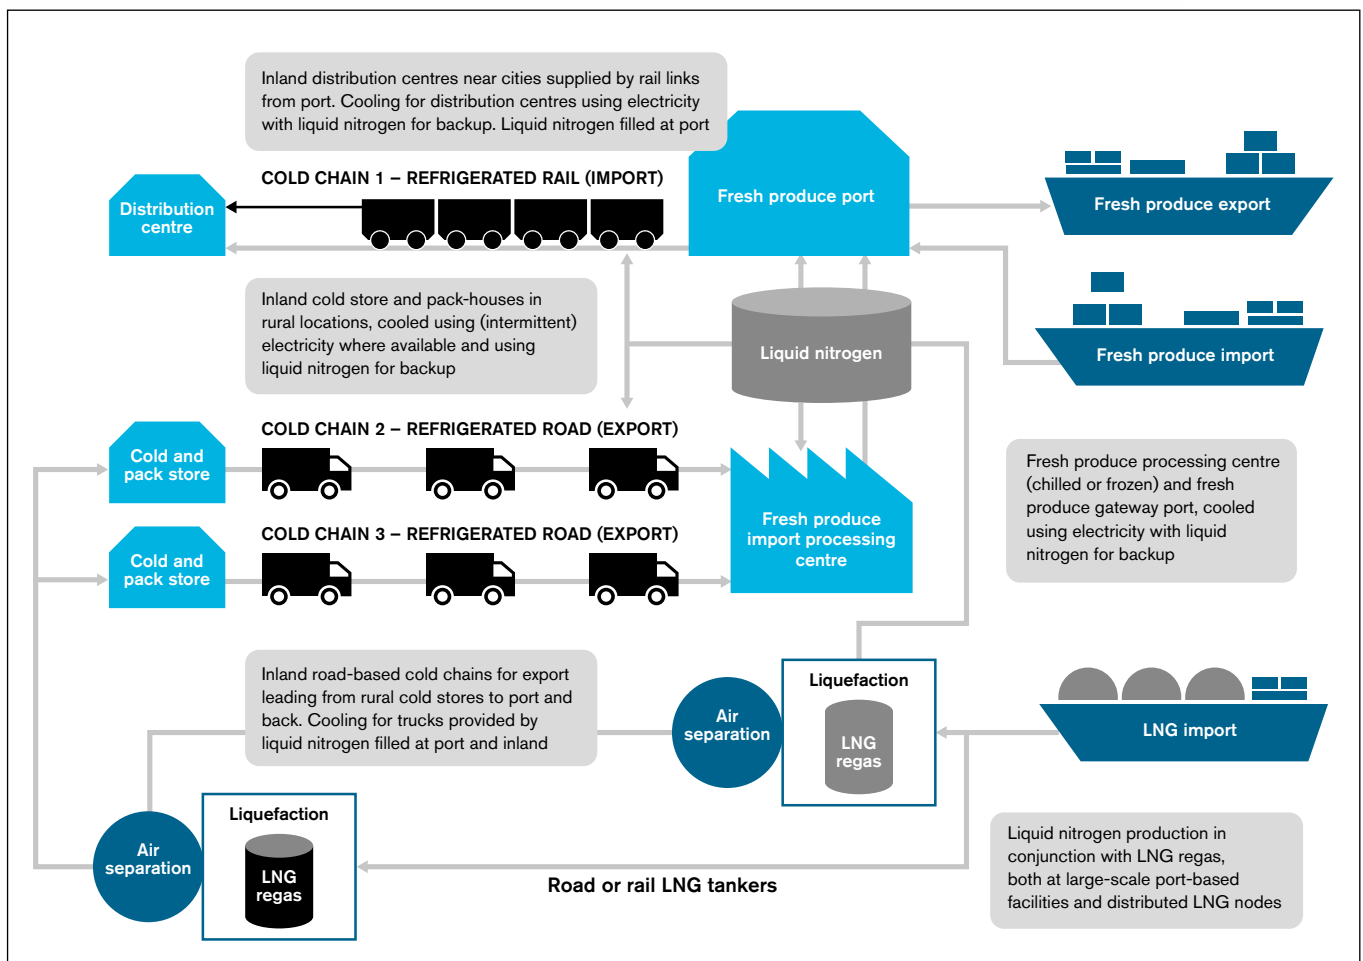 Inland distribution centres near cities supplied by rail links
from port. Cooling for distribution centres using electricity
with liquid nitrogen for backup. Liquid nitrogen filled at port
COLD CHAIN 1 – REFRIGERATED RAIL (IMPORT)
Distribution
centre
Fresh produce port
Fresh produce export
Inland cold store and pack-houses in
rural locations, cooled using (intermittent)
electricity where available and using
liquid nitrogen for backup
Liquid nitrogen
Fresh produce import
COLD CHAIN 2 – REFRIGERATED ROAD (EXPORT)
Cold and
pack store
COLD CHAIN 3 – REFRIGERATED ROAD (EXPORT)
Cold and
pack store
Fresh produce
import processing
centre
Fresh produce processing centre
(chilled or frozen) and fresh
produce gateway port, cooled
using electricity with liquid
nitrogen for backup
Inland road-based cold chains for export
leading from rural cold stores to port and
back. Cooling for trucks provided by
liquid nitrogen filled at port and inland
Air
separation
Liquefaction
LNG
regas
LNG import
Air
separation
Liquefaction
LNG
regas
Road or rail LNG tankers
Liquid nitrogen production in
conjunction with LNG regas,
both at large-scale port-based
facilities and distributed LNG nodes